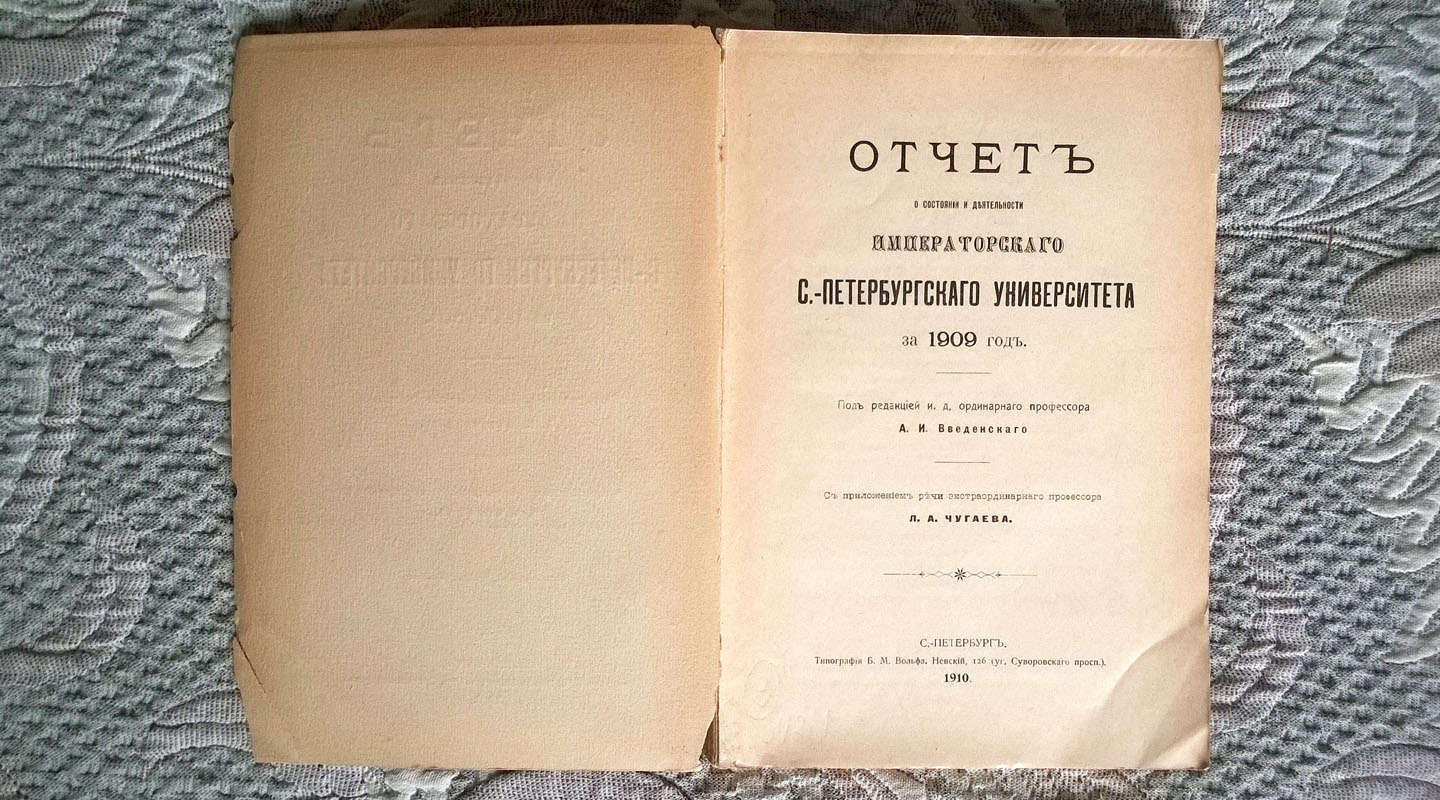 ОТЧЕТЪ
О СОСТОЯНІИ И ДѢЯТЕЛЬНОСТИ
ИМПЕРАТОРСКАГО
С.-ПЕТЕРБУРГСКАГО УНИВЕРСИТЕТА
за 1909 годъ.
Подъ редакціей и. д. ординарнаго профессора
А. И. Введенскаго
Съ приложеніемъ рѣчи экстраординарнаго профессора
Л. А. ЧУГАЕВА.
С.-ПЕТЕРБУРГЪ.
Типографія Б. М. Вольфа. Невскій, 126 (уг. Суворовскаго просп.).
1910.